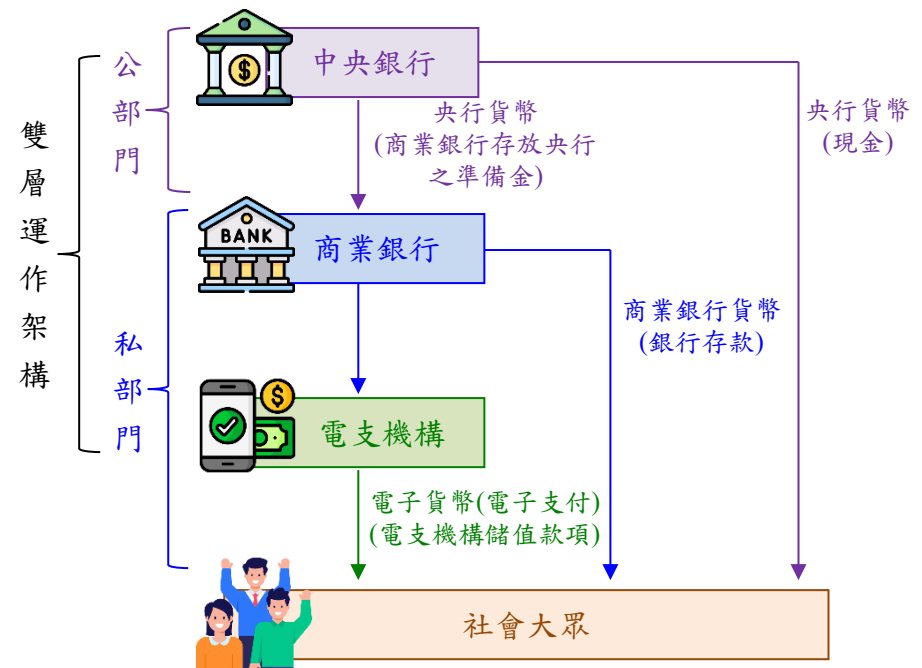 雙層運作架構
公部門
中央銀行
央行貨幣
(商業銀行存放央行
之準備金)
央行貨幣
(現金)
私部門
BANK
商業銀行
商業銀行貨幣
(銀行存款)
$
電支機構
電子貨幣(電子支付)
(電支機構儲值款項)
社會大眾
$